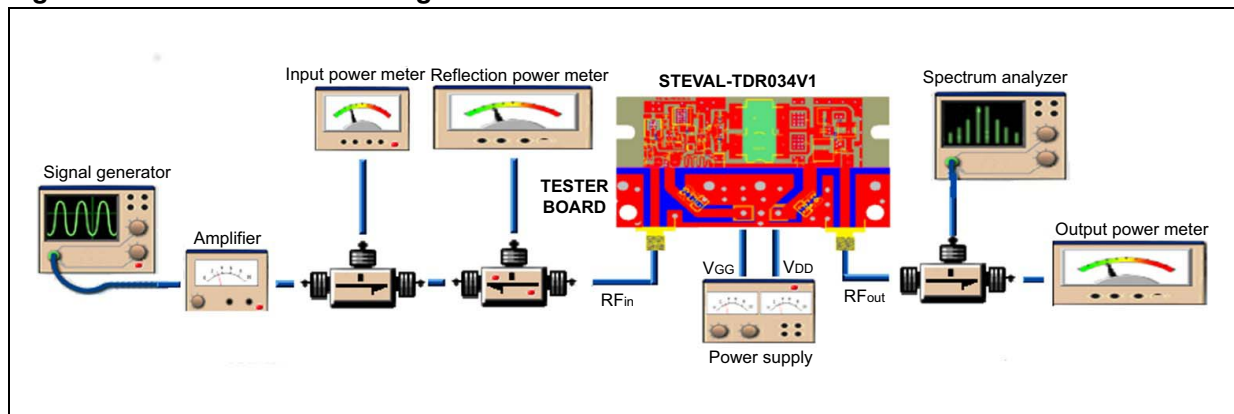 Input power meter
Reflection power meter
STEVAL-TDR034V1
Spectrum analyzer
Signal generator
TESTER
BOARD
Amplifier
Output power meter
VGG
VDD
RFin
RFout
Power supply